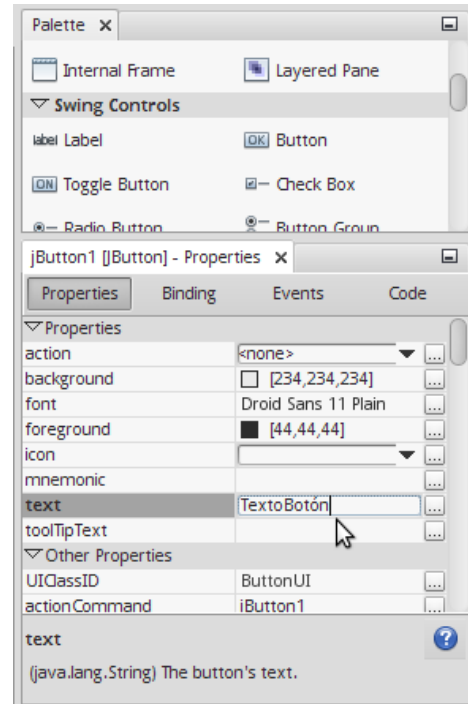 Palette
Internal Frame
Layered Pane
Swing Controls
label Label
OK Button
ON Toggle Button
Check Box
Radio Button
Button Group
jButton1 [JButton] - Properties
Properties Binding Events Code
Properties
action <none> ...
background [234,234,234] ...
font Droid Sans 11 Plain ...
foreground [44,44,44] ...
icon ...
mnemonic ...
text TextoBotón ...
toolTipText ...
Other Properties
UIClassID ButtonUI ...
actionCommand jButton1 ...
text
(java.lang.String) The button's text.